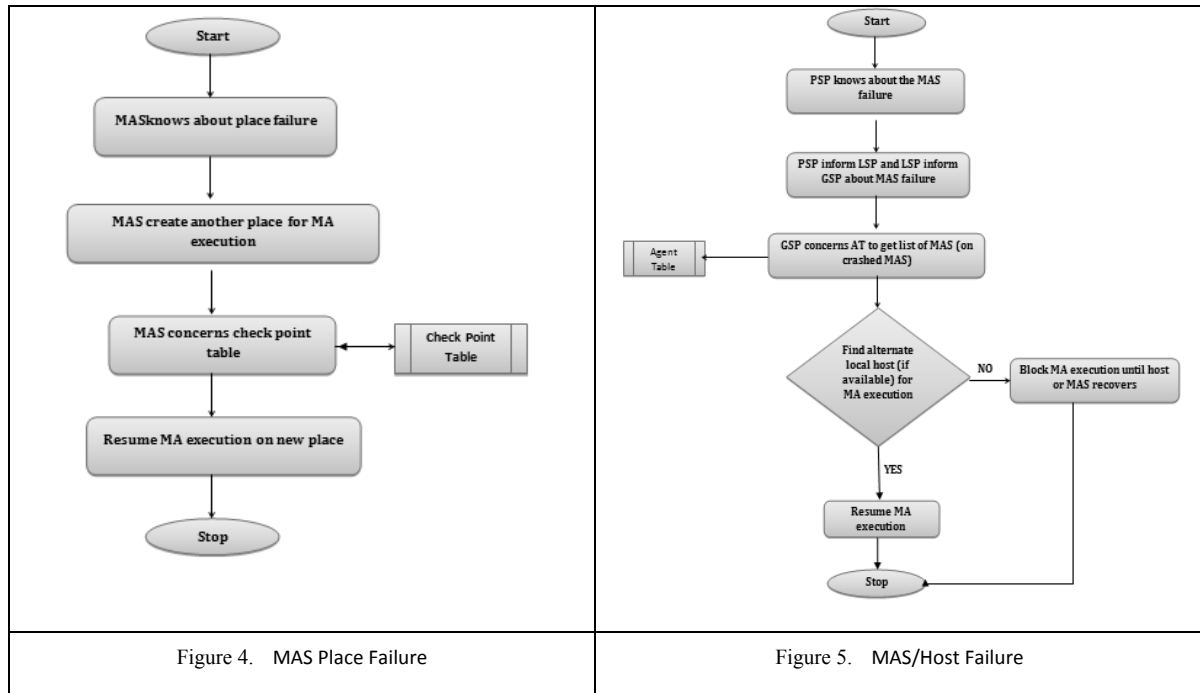 Start
MASknows about place failure
MAS create another place for MA
execution
MAS concerns check point
table
Check Point
Table
Resume MA execution on new place
Stop
Figure 4. MAS Place Failure
Start
PSP knows about the MAS
failure
PSP inform LSP and LSP inform
GSP about MAS failure
GSP concerns AT to get list of MAS (on
crashed MAS)
Agent
Table
Find alternate
local host (if
available) for
MA execution
NO
Block MA execution until host
or MAS recovers
YES
Resume MA
execution
Stop
Figure 5. MAS/Host Failure